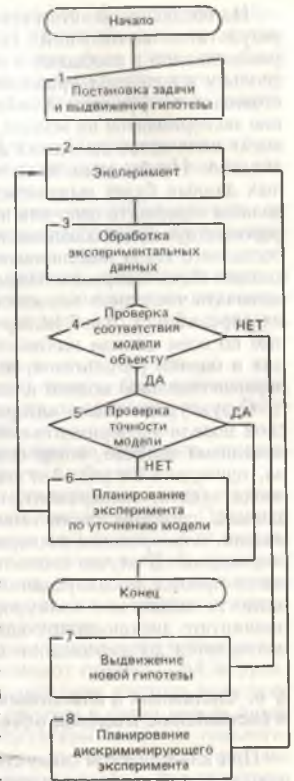 Начало
1
Постановка задачи
и выдвижение гипотезы
2
Эксперимент
3
Обработка
экспериментальных
данных
4
Проверка
соответствия
модели
объекту
НЕТ
ДА
5
Проверка
точности
модели
ДА
НЕТ
6
Планирование
эксперимента
по уточнению модели
Конец
7
Выдвижение
новой гипотезы
8
Планирование
дискриминирующего
эксперимента